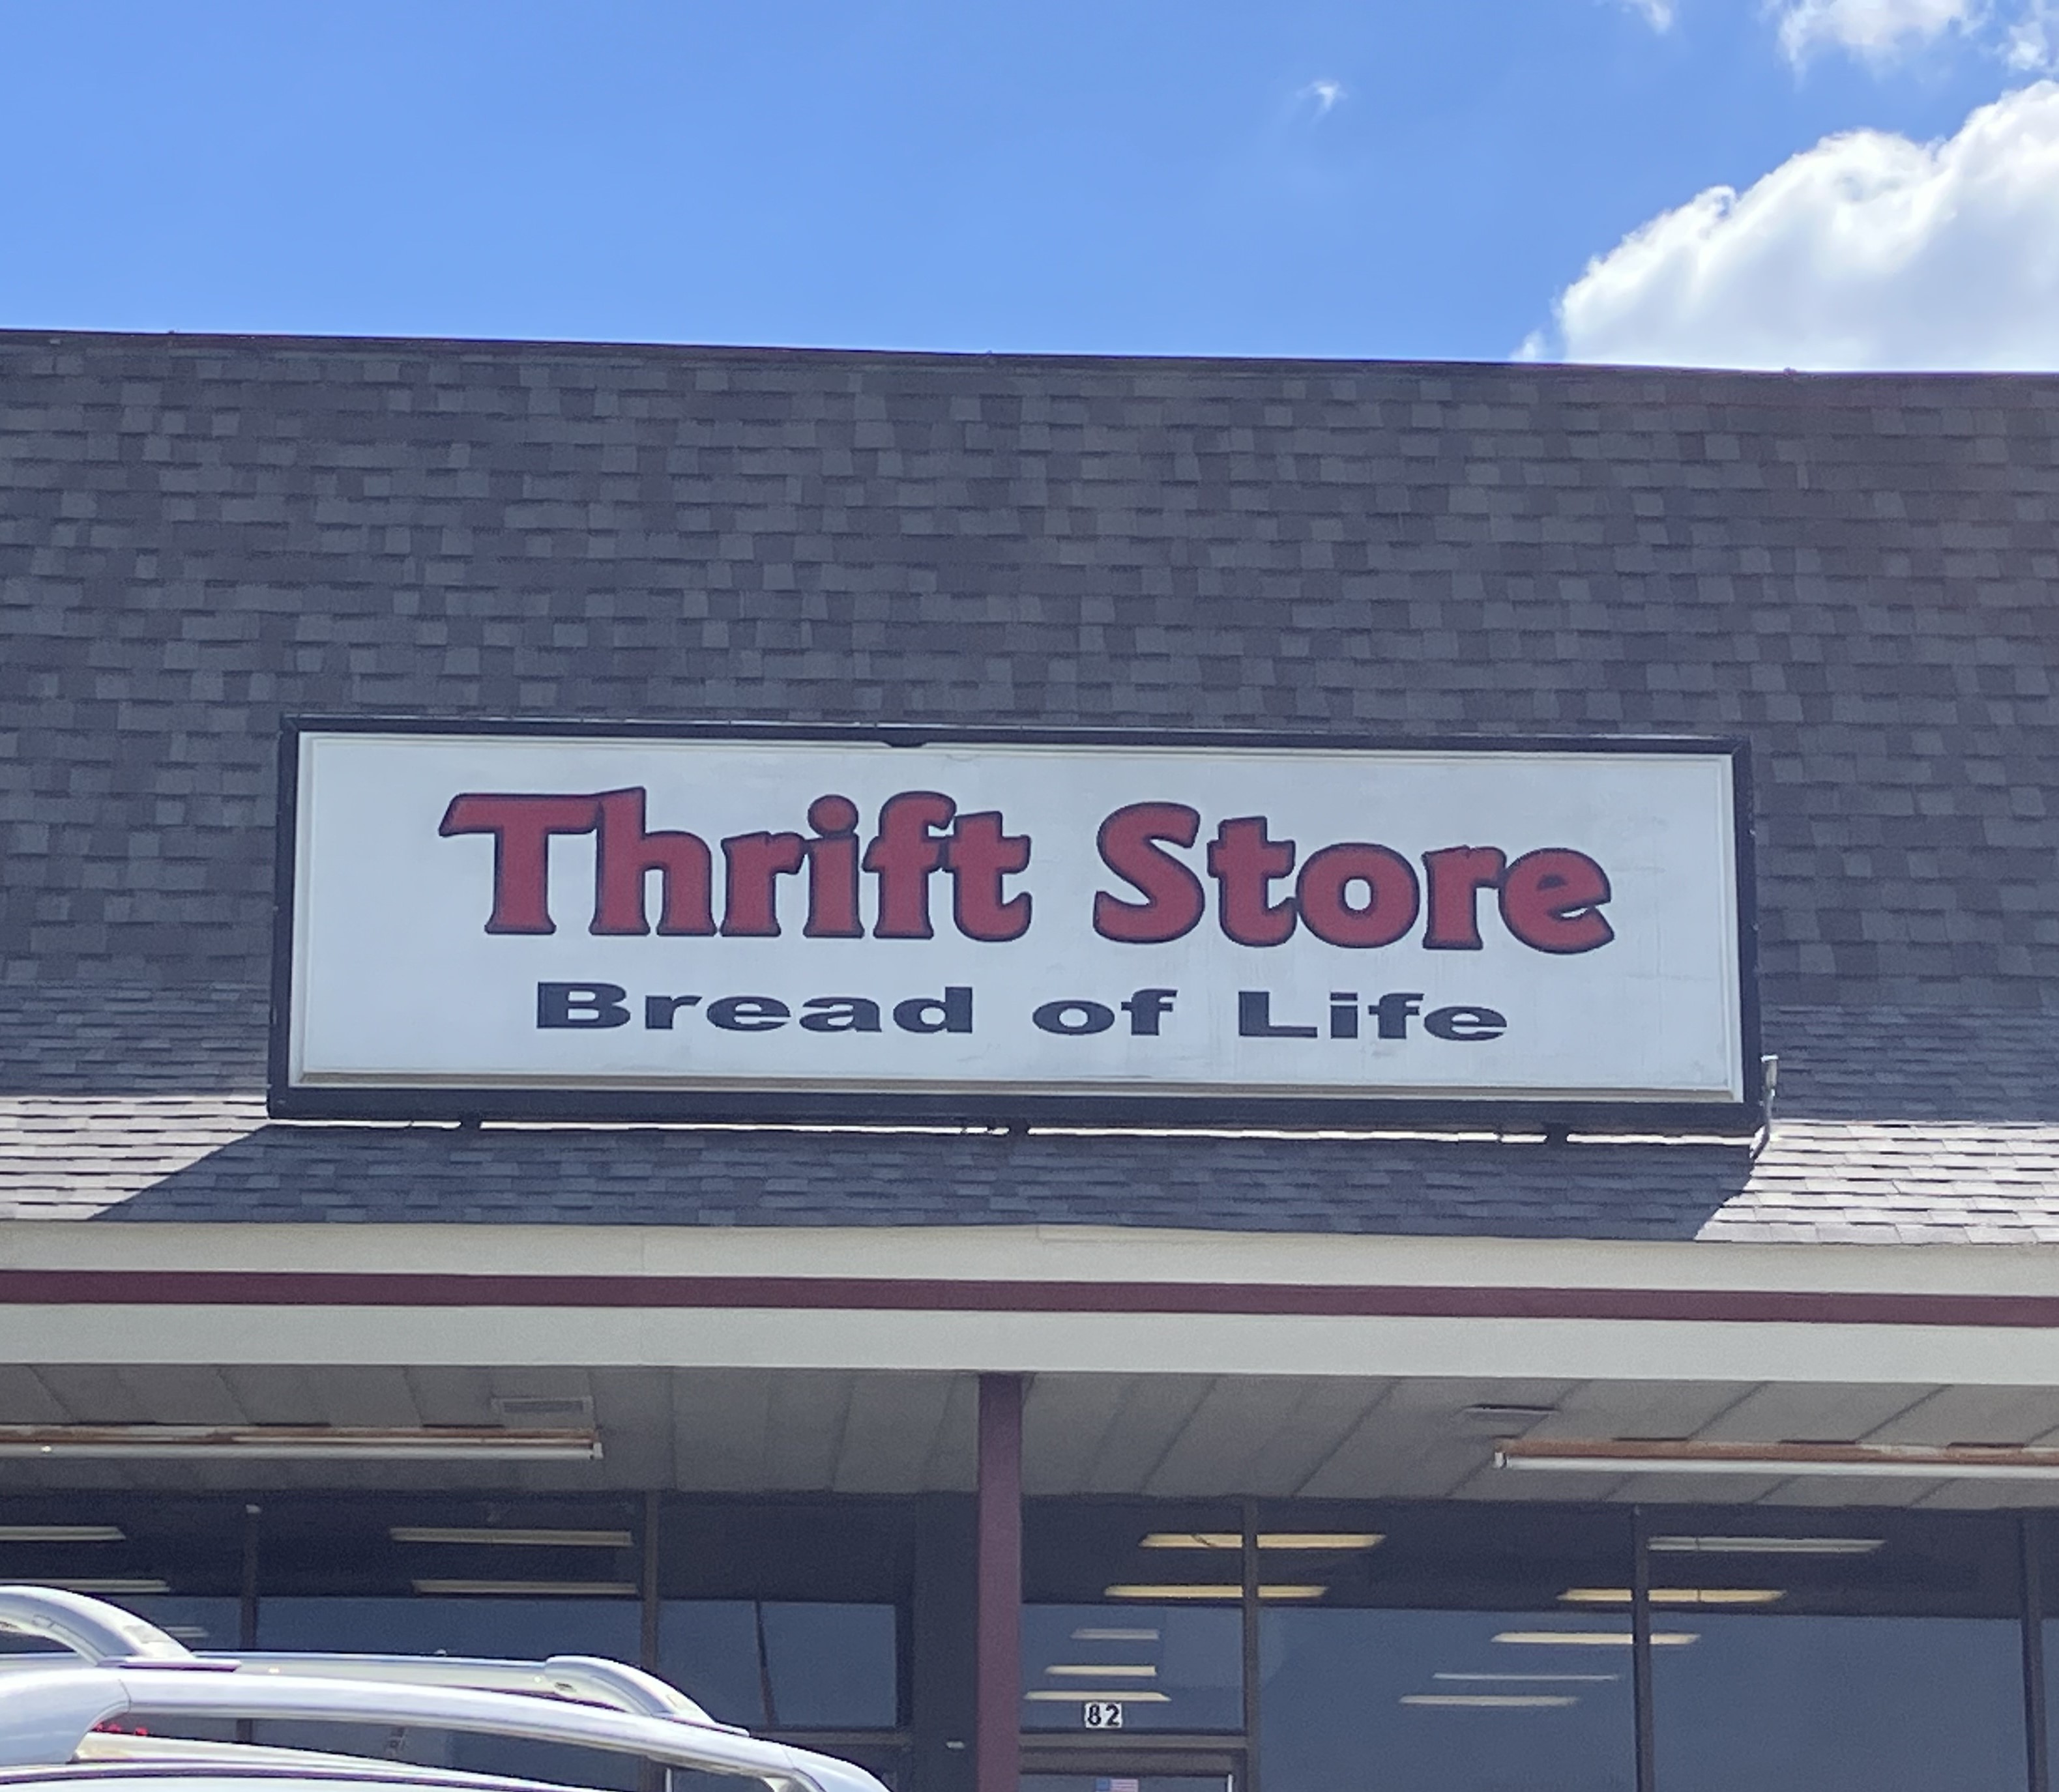 Thrift Store
Bread of Life
82